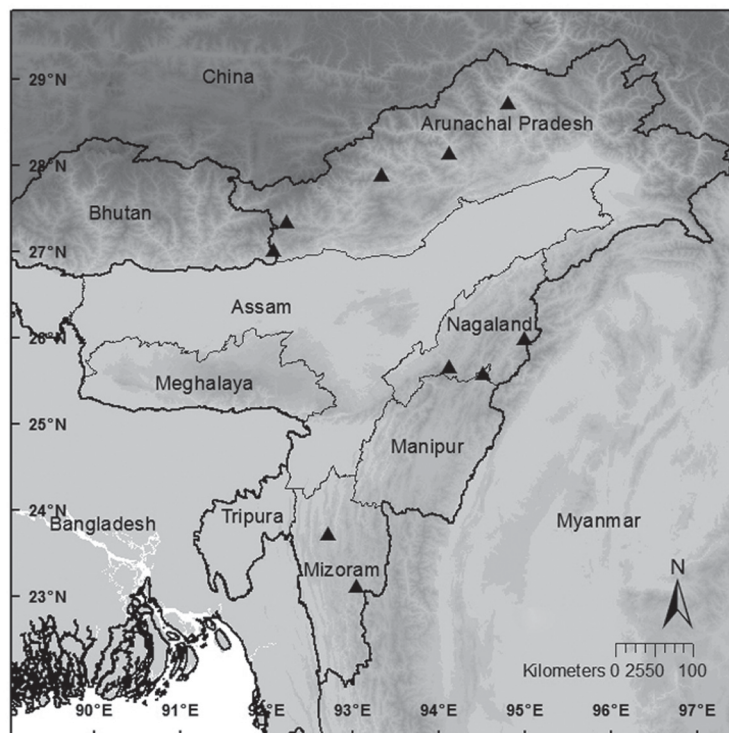 29°N
China
Arunachal Pradesh
28°N
Bhutan
27°N
Assam
Nagaland
26°N
Meghalaya
25°N
Manipur
24°N
Bangladesh
Tripura
Myanmar
Mizoram
N
23°N
Kilometers 0 2550 100
90°E 91°E 92°E 93°E 94°E 95°E 96°E 97°E